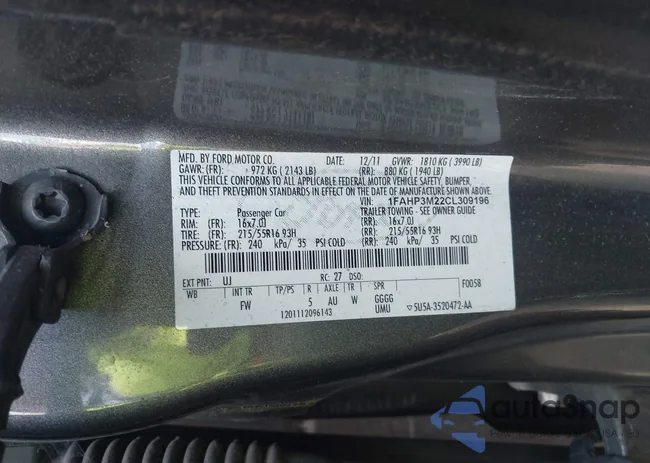 MFD. BY FORD MOTOR CO. DATE: 12/11 GVWR: 1810 KG ( 3990 LB)
GAWR: (FR): 972 KG ( 2143 LB) (RR): 880 KG ( 1940 LB)
THIS VEHICLE CONFORMS TO ALL APPLICABLE FEDERAL MOTOR VEHICLE SAFETY, BUMPER,
AND THEFT PREVENTION STANDARDS IN EFFECT ON THE DATE OF MANUFACTURE SHOWN ABOVE.
VIN: 1FAHP3M22CL309196
TYPE: Passenger Car TRAILER TOWING - SEE OWNER GUIDE
RIM: (FR) 16x7.0J (RR): 16x7.0J
TIRE: (FR) 215/55R16 93H (RR): 215/55R16 93H
PRESSURE: (FR) 240 kPa/ 35 PSI COLD (RR): 240 kPa/ 35 PSI COLD
EXT PNT: UJ RC: 27 DSO: F0058
WB INT TR TP/PS R AXLE TR SPR
FW 5 AU W GGGG
1201112096143 UMU ▽5U5A-3520472-AA
autoSnap